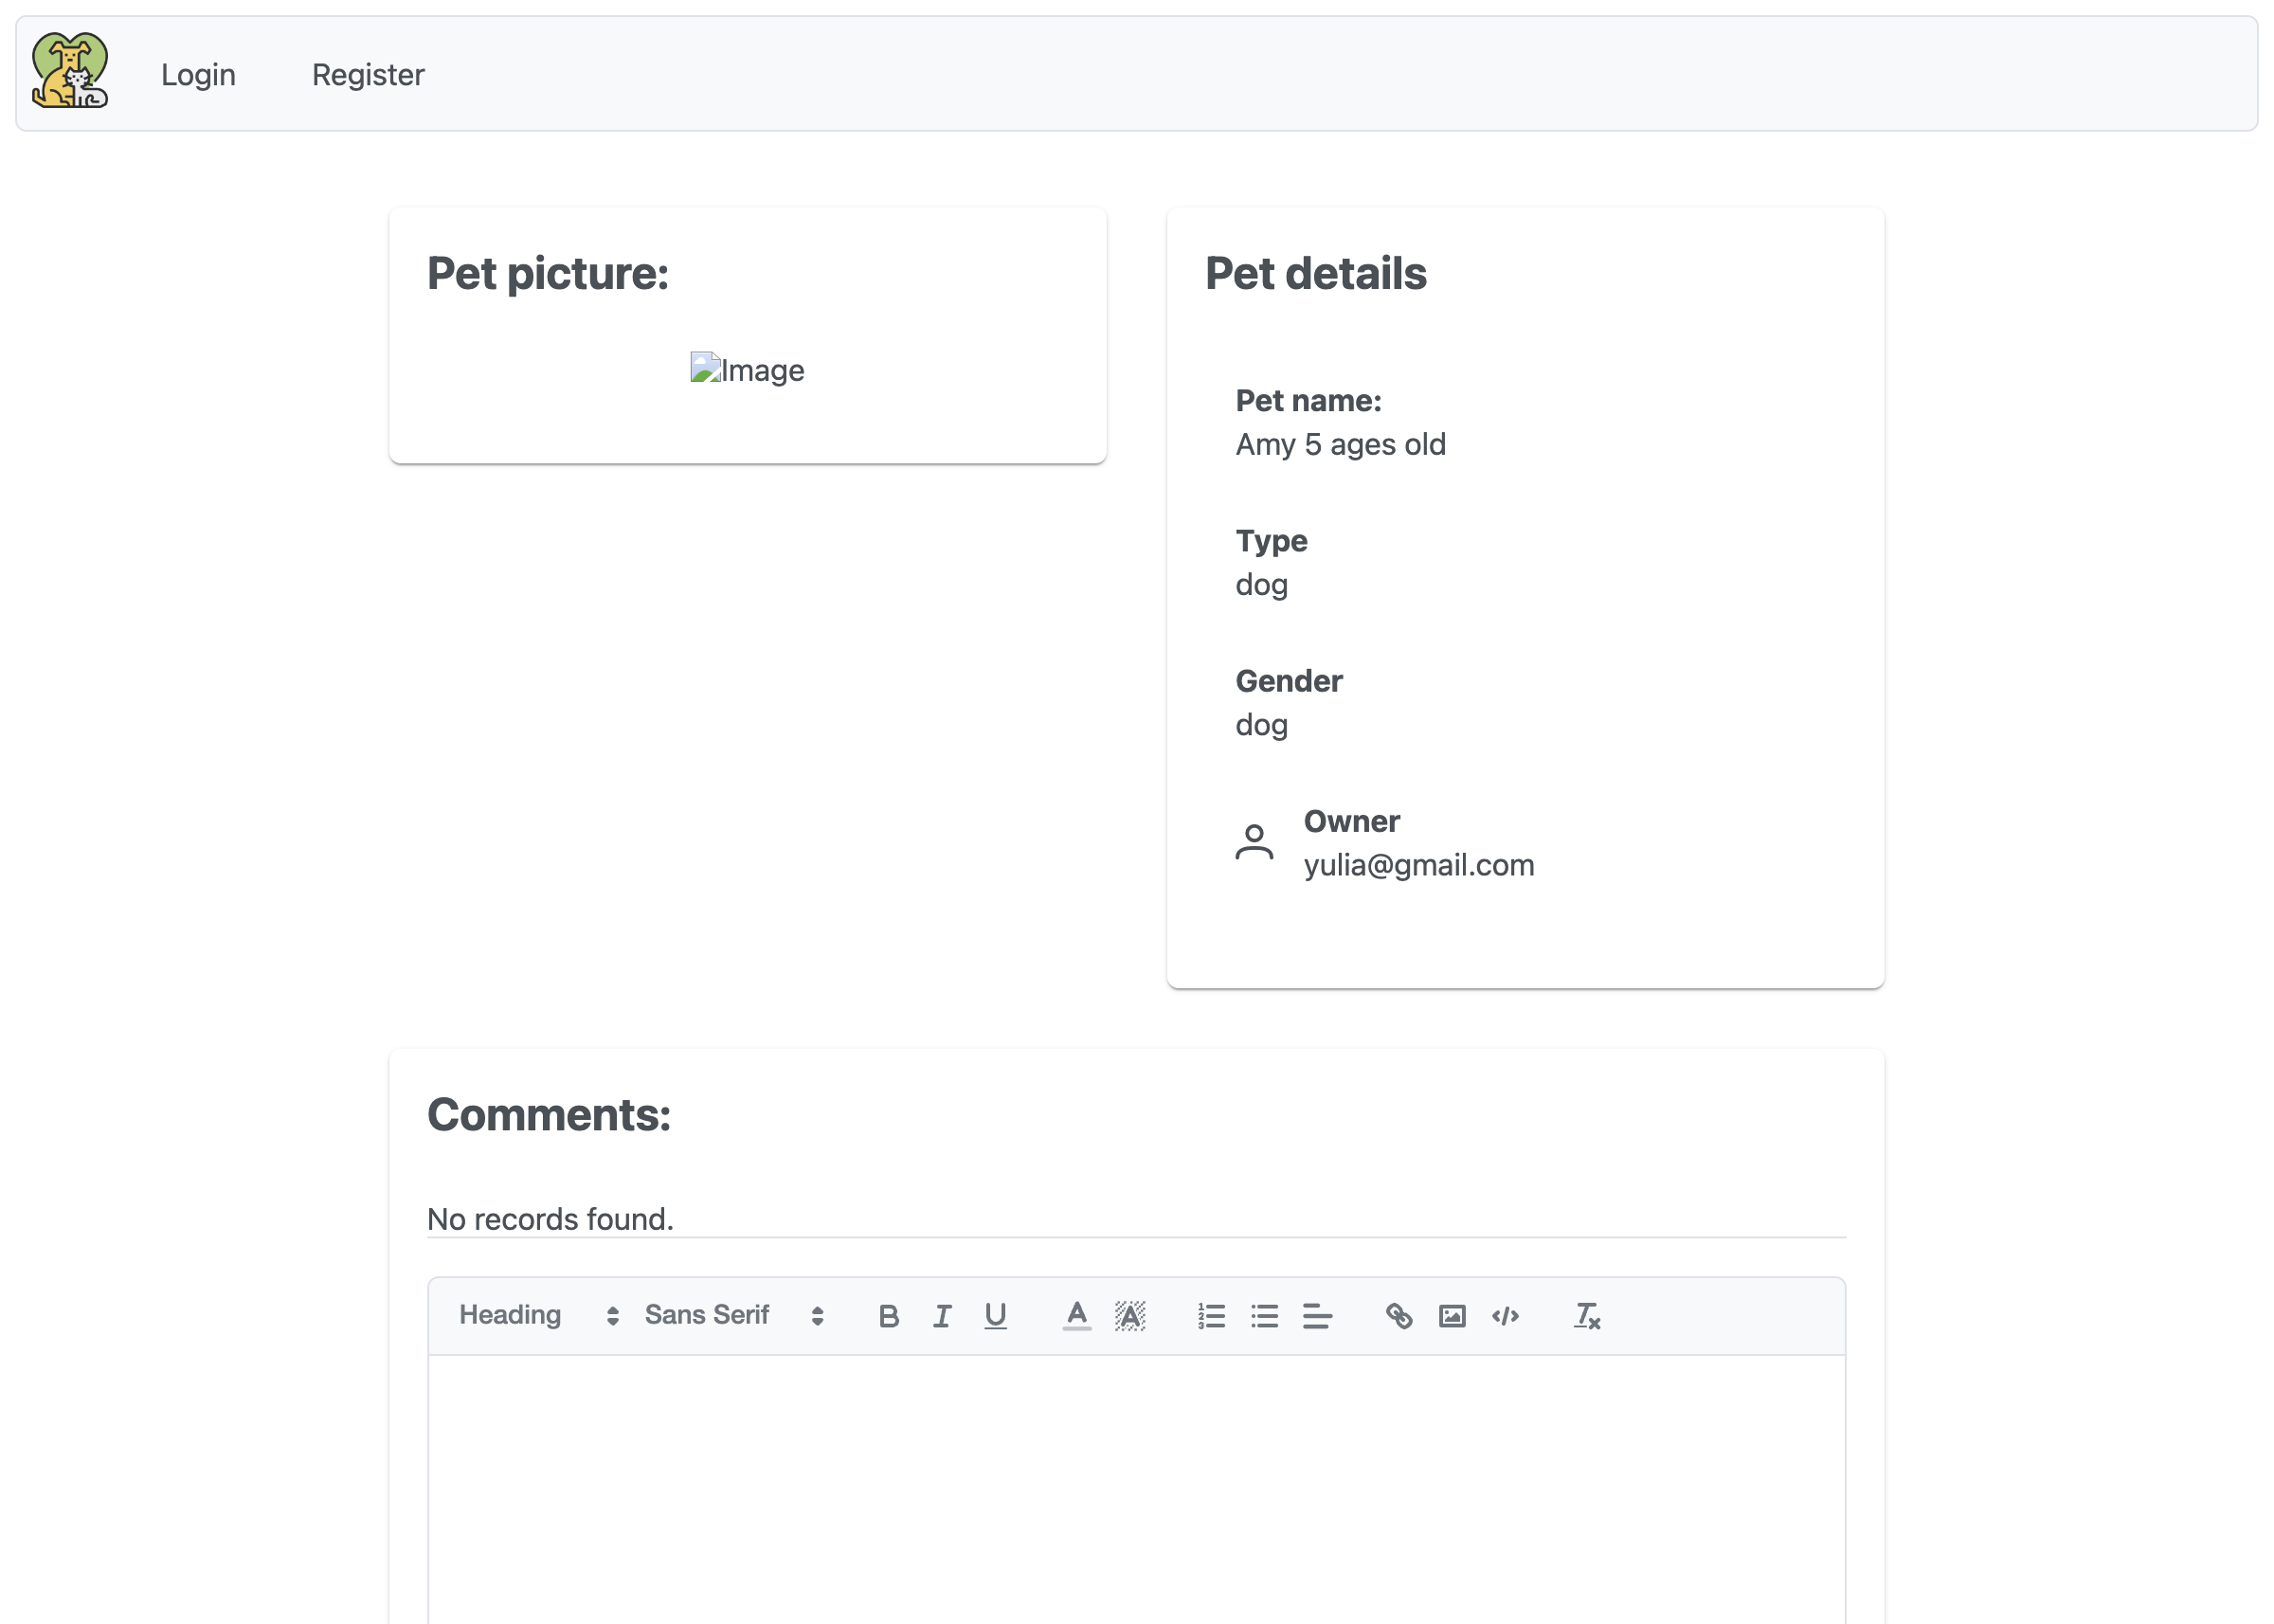 Login
Register
Pet picture:
Image
Pet details
Pet name:
Amy 5 ages old
Type
dog
Gender
dog
Owner
yulia@gmail.com
Comments:
No records found.
Heading Sans Serif B I U A A